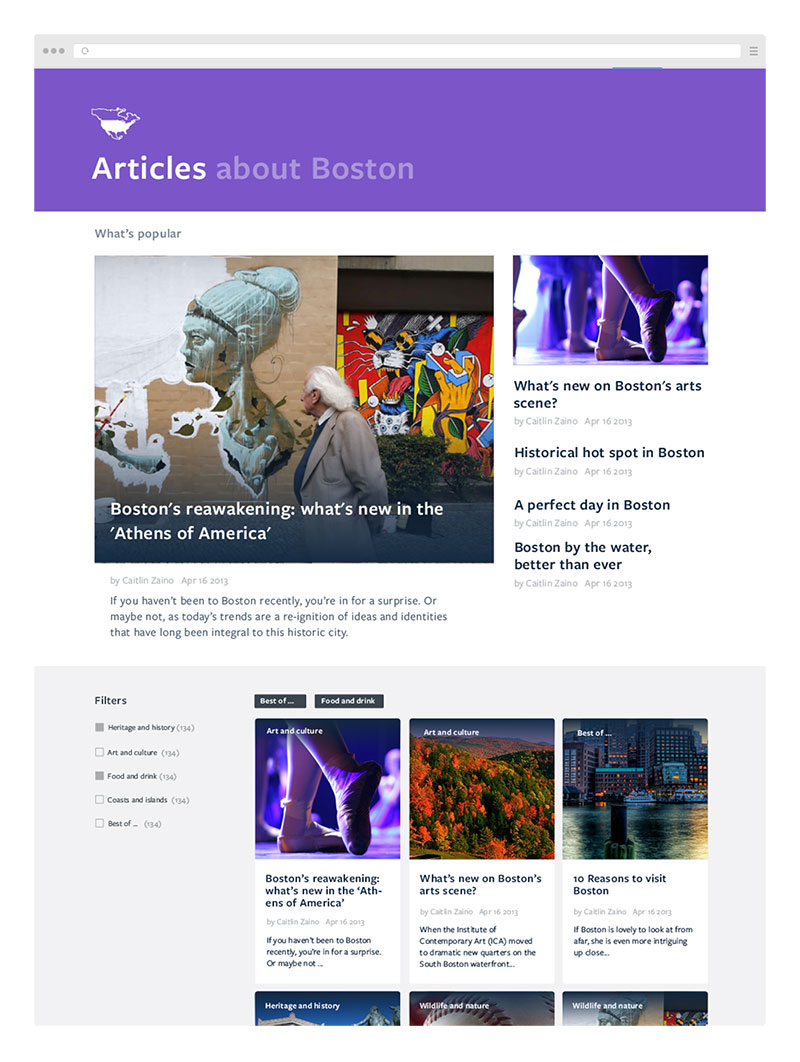 Articles about Boston
What's popular
Boston's reawakening: what's new in the
'Athens of America'
by Caitlin Zaino Apr 16 2013
If you haven't been to Boston recently, you're in for a surprise. Or
maybe not, as today's trends are a re-ignition of ideas and identities
that have long been integral to this historic city.
What's new on Boston's arts
scene?
by Caitlin Zaino Apr 16 2013
Historical hot spot in Boston
by Caitlin Zaino Apr 16 2013
A perfect day in Boston
by Caitlin Zaino Apr 16 2013
Boston by the water,
better than ever
by Caitlin Zaino Apr 16 2013
Filters
Heritage and history (134)
Art and culture (134)
Food and drink (134)
Coasts and islands (134)
Best of ... (134)
Best of ... Food and drink
Art and culture
Boston's reawakening:
what's new in the 'Ath-
ens of America'
by Caitlin Zaino Apr 16 2013
If you haven't been to Boston
recently, you're in for a surprise.
Or maybe not ...
Art and culture
What's new on Boston's
arts scene?
by Caitlin Zaino Apr 16 2013
When the Institute of
Contemporary Art (ICA) moved
to dramatic new quarters on the
South Boston waterfront...
Best of ...
10 Reasons to visit
Boston
by Caitlin Zaino Apr 16 2013
If Boston is lovely to look at from
afar, she is even more intriguing
up close...
Heritage and history
Wildlife and nature
Wildlife and nature